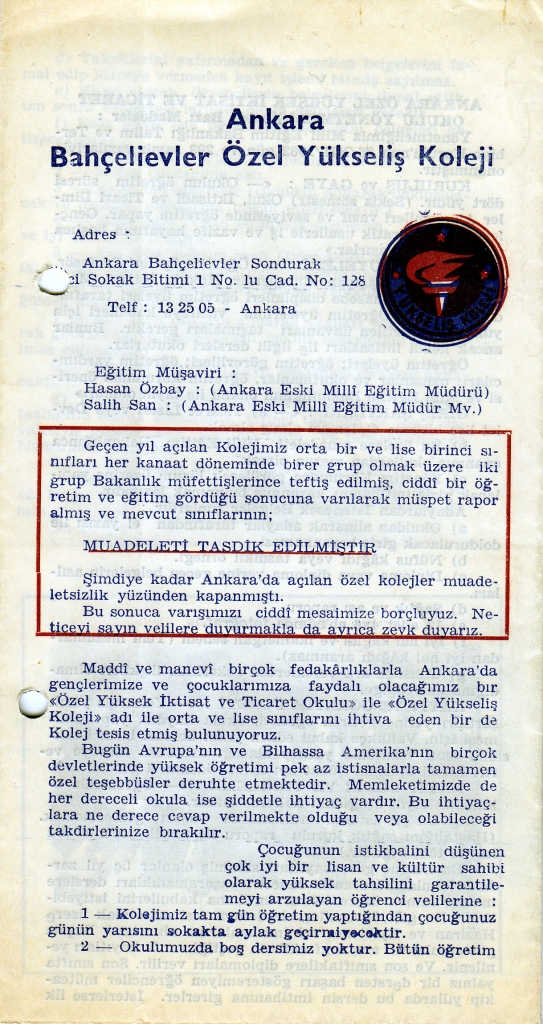 Ankara
Bahçelievler Özel Yükseliş Koleji
YÜKSELİŞ KOLEJİ
Adres :
Ankara Bahçelievler Sondurak
ci Sokak Bitimi 1 No. lu Cad. No: 128
Telf : 13 25 05 - Ankara
Eğitim Müşaviri :
Hasan Özbay : (Ankara Eski Millî Eğitim Müdürü)
Salih San : (Ankara Eski Millî Eğitim Müdür Mv.)
Geçen yıl açılan Kolejimiz orta bir ve lise birinci sı-
nıfları her kanaat döneminde birer grup olmak üzere iki
grup Bakanlık müfettişlerince teftiş edilmiş, ciddî bir öğ-
retim ve eğitim gördüğü sonucuna varılarak müspet rapor
almış ve mevcut sınıflarının;
MUADELETİ TASDİK EDİLMİŞTİR
Şimdiye kadar Ankara'da açılan özel kolejler muade-
letsizlik yüzünden kapanmıştı.
Bu sonuca varışımızı ciddî mesaimize borçluyuz. Ne-
ticeyi sayın velilere duyurmakla da ayrıca zevk duyarız.
Maddî ve manevî birçok fedakârlıklarla Ankara'da
gençlerimize ve çocuklarımıza faydalı olacağımız bır
«Özel Yüksek İktisat ve Ticaret Okulu» ile «Özel Yükseliş
Koleji» adı ile orta ve lise sınıflarını ihtiva eden bir de
Kolej tesis etmiş bulunuyoruz.
Bugün Avrupa'nın ve Bilhassa Amerika'nın birçok
devletlerinde yüksek öğretimi pek az istisnalarla tamamen
özel teşebbüsler deruhte etmektedir. Memleketimizde de
her dereceli okula ise şiddetle ihtiyaç vardır. Bu ihtiyaç-
lara ne derece cevap verilmekte olduğu veya olabileceği
takdirlerinize bırakılır.
Çocuğunun istikbalini düşünen
çok iyi bir lisan ve kültür sahibi
olarak yüksek tahsilini garantile-
meyi arzulayan öğrenci velilerine :
1 — Kolejimiz tam gün öğretim yaptığından çocuğunuz
günün yarısını sokakta aylak geçirmiyecektir.
2 — Okulumuzda boş dersimiz yoktur. Bütün öğretim